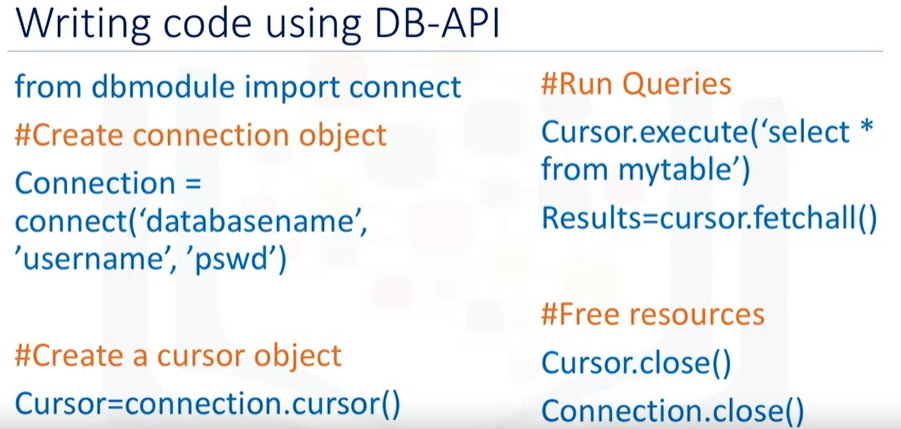 Writing code using DB-API
from dbmodule import connect
#Create connection object
Connection =
connect(‘databasename’,
’username’, ’pswd’)
#Create a cursor object
Cursor=connection.cursor()
#Run Queries
Cursor.execute(‘select *
from mytable’)
Results=cursor.fetchall()
#Free resources
Cursor.close()
Connection.close()